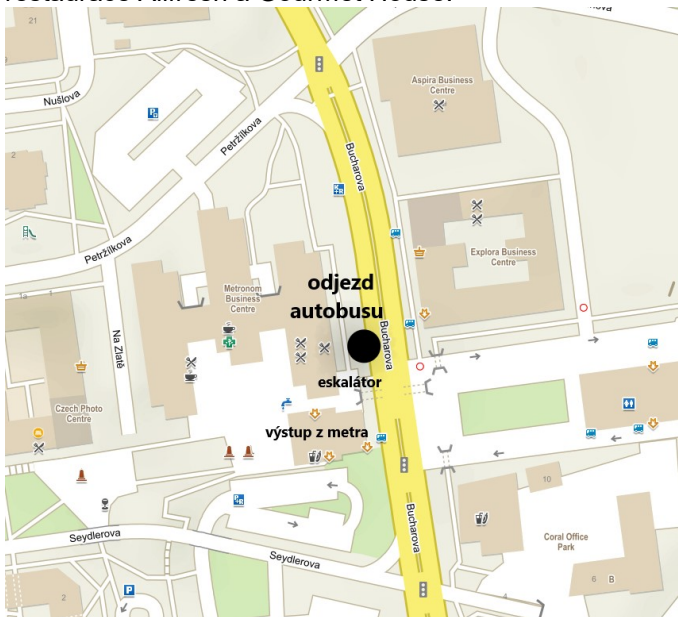 21
Nušlova
Petržílkova
Bucharova
Aspira Business
Centre
2
Petržílkova
Explora Business
Centre
Metronom
Business
Centre
odjezd
autobusu
Bucharova
Na Zlatě
eskalátor
Czech Photo
Centre
výstup z metra
10
Seydlerova
Bucharova
Seydlerova
Coral Office
Park
2
6
B
4